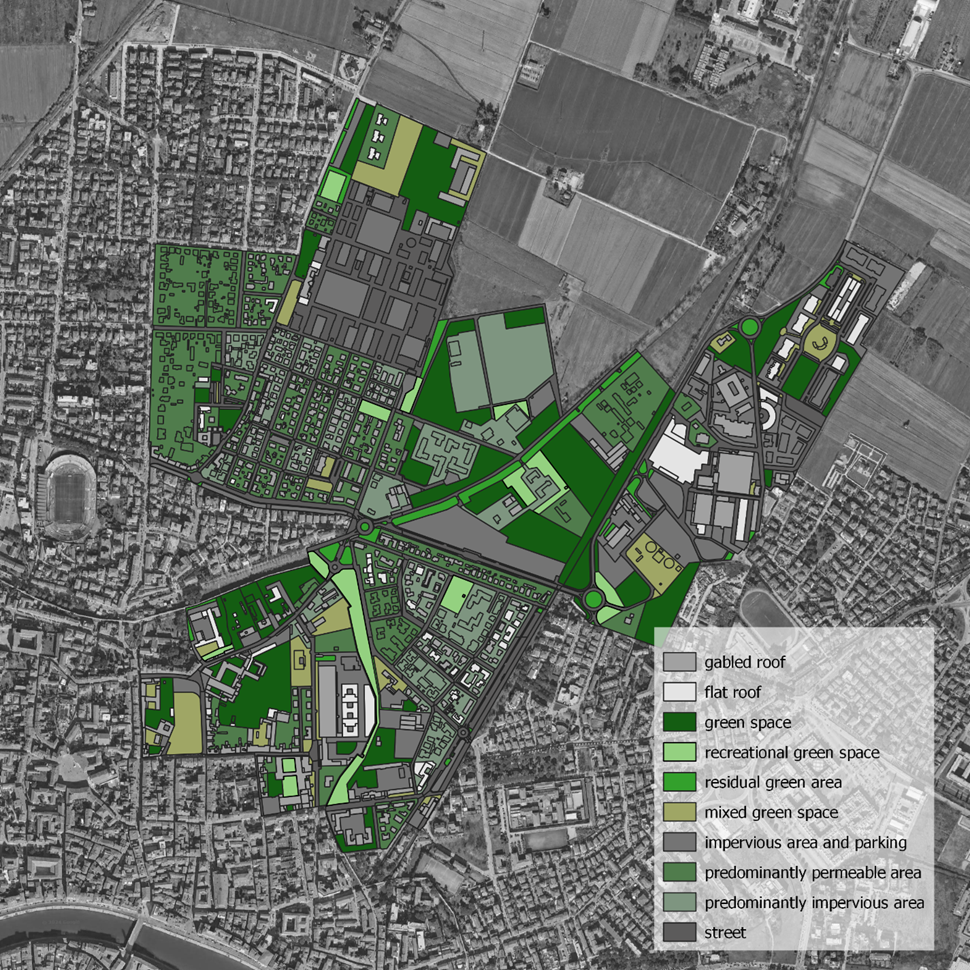 gabled roof
flat roof
green space
recreational green space
residual green area
mixed green space
impervious area and parking
predominantly permeable area
predominantly impervious area
street